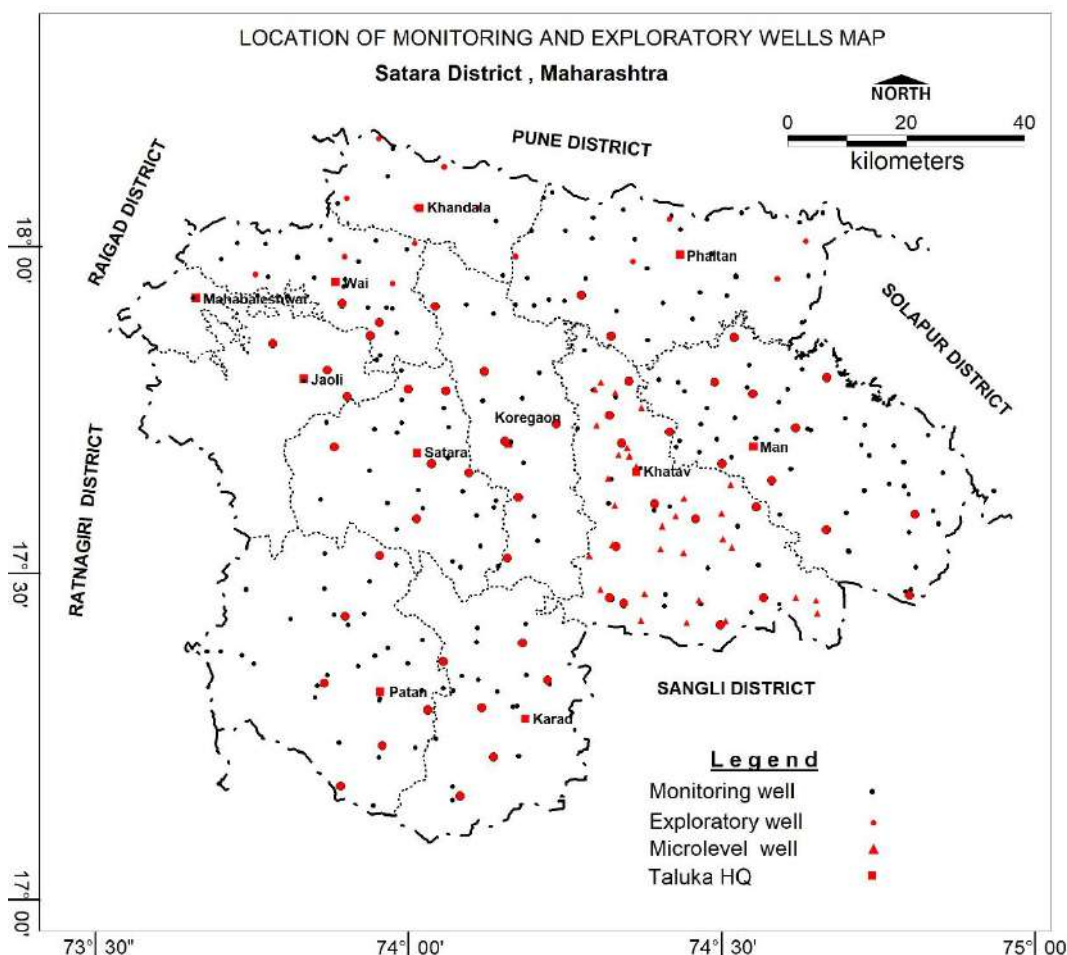 LOCATION OF MONITORING AND EXPLORATORY WELLS MAP
Satara District , Maharashtra
NORTH
0 20 40
kilometers
PUNE DISTRICT
RAIGAD DISTRICT
Khandala
18° 00'
Phaltan
Wai
Mahabaleshwar
SOLAPUR DISTRICT
Jaoli
Koregaon
RATNAGIRI DISTRICT
Satara
Man
Khatav
17° 30'
SANGLI DISTRICT
Patan
Karad
Legend
Monitoring well
Exploratory well
Microlevel well
Taluka HQ
17° 00'
73° 30" 74° 00' 74° 30" 75° 00'